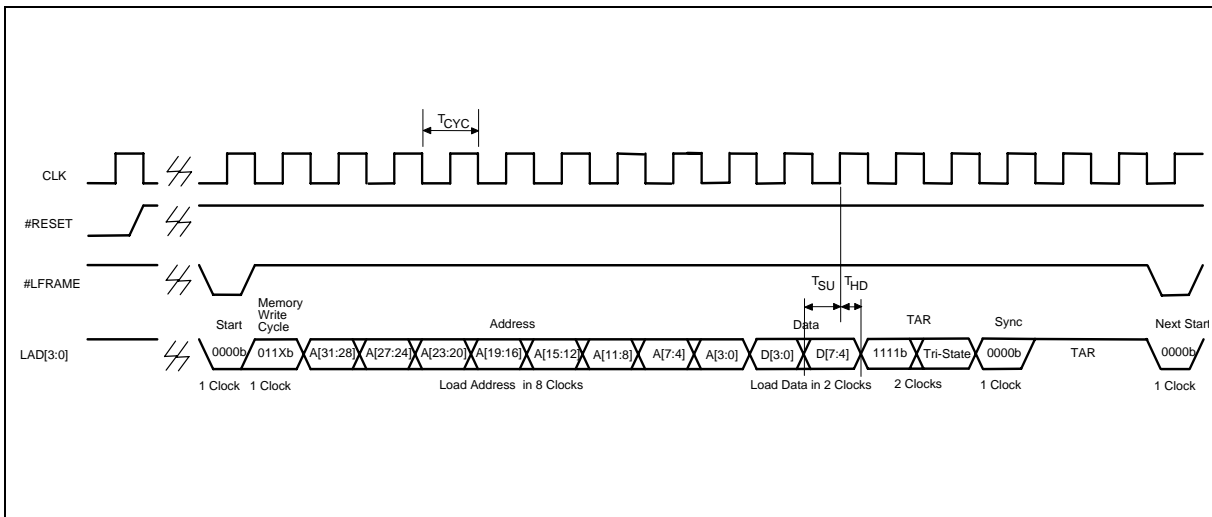 TCYC
CLK
#RESET
#LFRAME
TSU THD
Memory
Write
Cycle
Start Address Data TAR Sync Next Start
LAD[3:0] 0000b 011Xb A[31:28] A[27:24] A[23:20] A[19:16] A[15:12] A[11:8] A[7:4] A[3:0] D[3:0] D[7:4] 1111b Tri-State 0000b TAR 0000b
1 Clock 1 Clock Load Address in 8 Clocks Load Data in 2 Clocks 2 Clocks 1 Clock 1 Clock